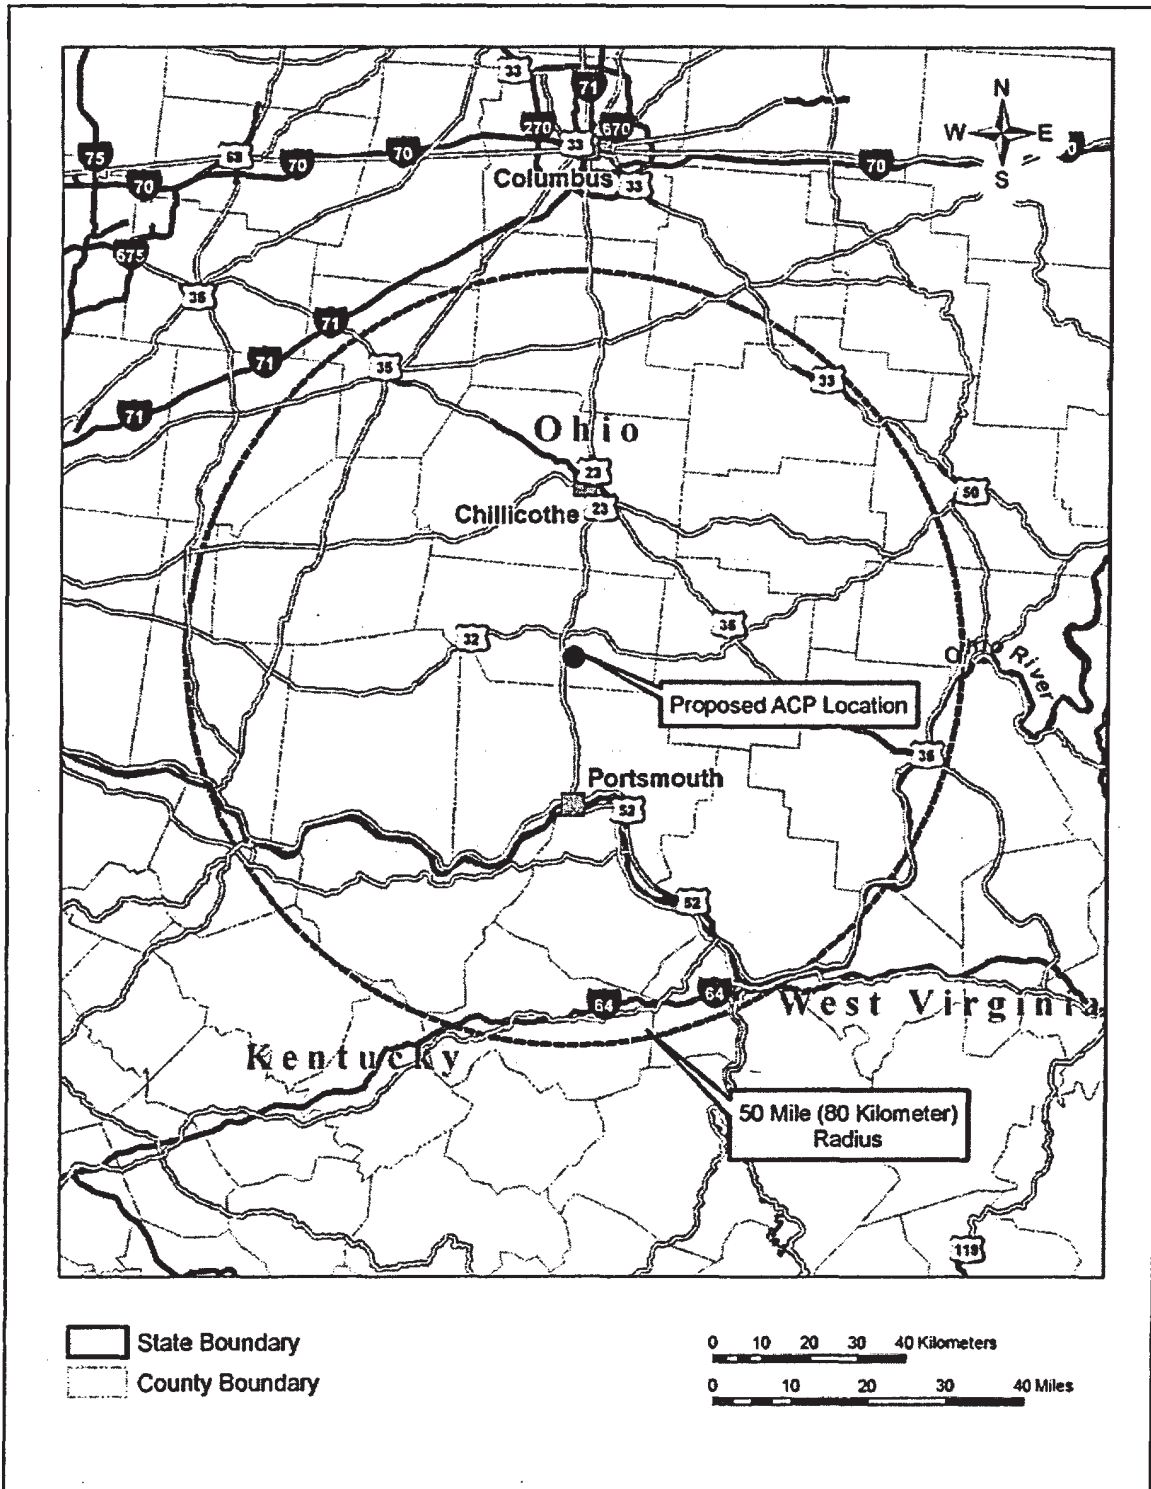 33
71
N
270
670
33
W
E
75
68
70
70
70
70
Columbus
33
S
70
675
35
71
71
35
33
71
Ohio
23
50
Chillicothe
23
32
35
Ohio River
Proposed ACP Location
35
Portsmouth
52
52
64
64
West Virginia
Kentucky
50 Mile (80 Kilometer)
Radius
119
State Boundary
0 10 20 30 40 Kilometers
County Boundary
0 10 20 30 40 Miles